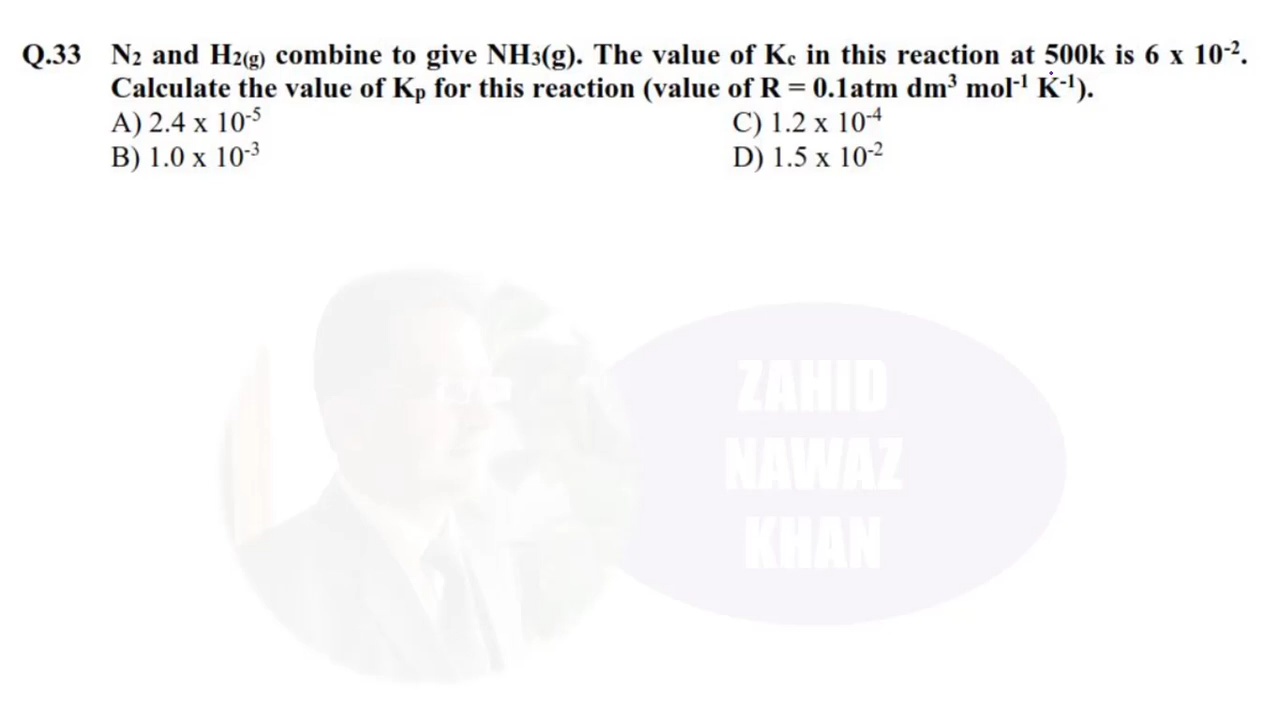 Q.33 N₂ and H₂(g) combine to give NH₃(g). The value of Kc in this reaction at 500k is 6 x 10⁻².
Calculate the value of Kp for this reaction (value of R = 0.1atm dm³ mol⁻¹ K⁻¹).
A) 2.4 x 10⁻⁵ C) 1.2 x 10⁻⁴
B) 1.0 x 10⁻³ D) 1.5 x 10⁻²
ZAHID
NAWAZ
KHAN